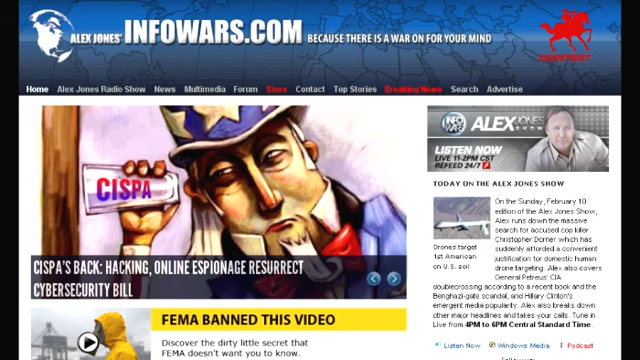 ALEX JONES' INFOWARS.COM BECAUSE THERE IS A WAR ON FOR YOUR MIND
CONTEST
Home Alex Jones Radio Show News Multimedia Forum Store Contact Top Stories Breaking News Search Advertise
CISPA
CISPA'S BACK: HACKING, ONLINE ESPIONAGE RESURRECT
CYBERSECURITY BILL
FEMA BANNED THIS VIDEO
Discover the dirty little secret that
FEMA doesn't want you to know.
INFO
WARS
ALEX JONES
SHOW
LISTEN NOW
LIVE 11-2PM CST
REFEED 24/7
TODAY ON THE ALEX JONES SHOW
Drones target
1st American
on U.S. soil
On the Sunday, February 10
edition of the Alex Jones Show,
Alex runs down the massive
search for accused cop killer
Christopher Dorner which has
suddenly afforded a convenient
justification for domestic human
drone targeting. Alex also covers
General Petreus' CIA
doublecrossing according to a recent book and the
Benghazi-gate scandal, and Hillary Clinton's
emergent media popularity. Alex also breaks down
other major headlines and takes your calls. Tune in
Live from 4PM to 6PM Central Standard Time.
Listen Now Windows Media Podcast